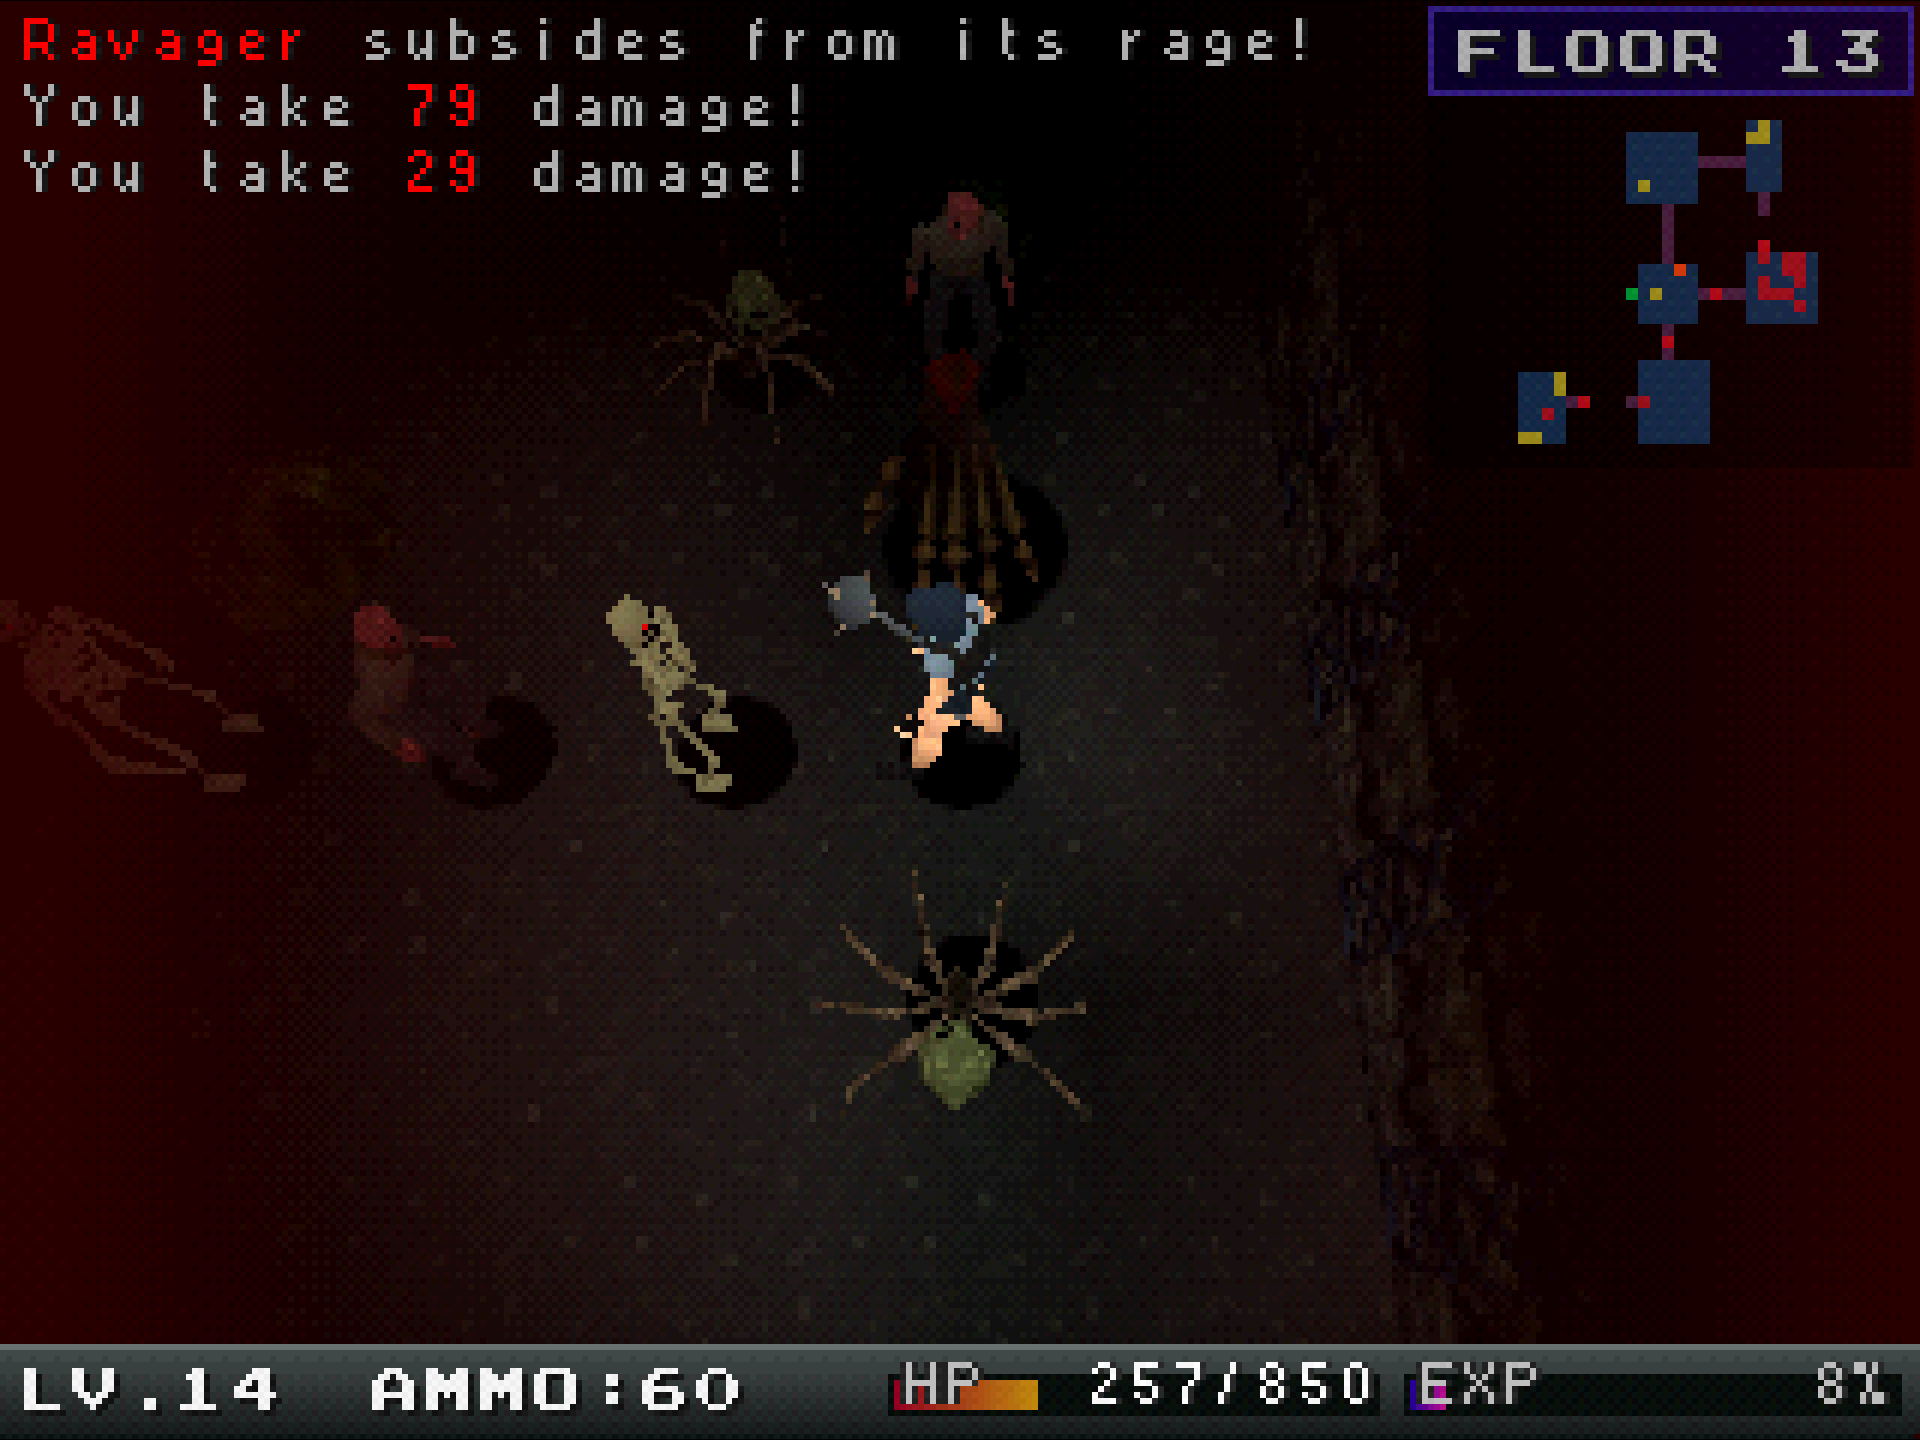 Ravager subsides from its rage!
FLOOR 13
You take 79 damage!
You take 29 damage!
LV.14 AMMO:60 HP 257/850 EXP 8%